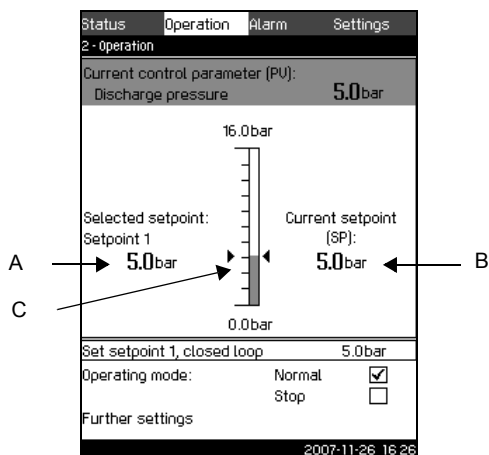 Status Operation Alarm Settings
2 - Operation
Current control parameter (PV):
Discharge pressure 5.0 bar
16.0bar
Selected setpoint:
Setpoint 1
5.0bar
Current setpoint
(SP):
5.0bar
A
B
C
0.0bar
Set setpoint 1, closed loop 5.0bar
Operating mode: Normal
Stop
Further settings
2007-11-26 16:26